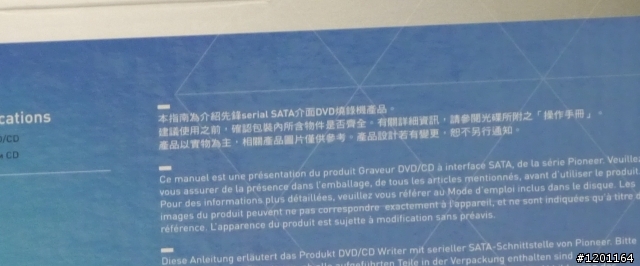 cations
/CD
CD
本指南為介紹先鋒serial SATA介面DVD燒錄機產品。
建議使用之前，確認包裝內所含物件是否齊全。有關詳細資訊，請參閱光碟所附之「操作手冊」。
產品以實物為主，相關產品圖片僅供參考。產品設計若有變更，恕不另行通知。
Ce manuel est une présentation du produit Graveur DVD/CD à interface SATA, de la série Pioneer. Veuillez
vous assurer de la présence dans l'emballage, de tous les articles mentionnés, avant d'utiliser le produit.
Pour des informations plus détaillées, veuillez vous référer au Mode d'emploi inclus dans le disque. Les
images du produit peuvent ne pas correspondre exactement à l'appareil, et ne sont indiquées qu'à titre d
référence. L'apparence du produit est sujette à modification sans préavis.
Diese Anleitung erläutert das Produkt DVD/CD Writer mit serieller SATA-Schnittstelle von Pioneer. Bitte
aufgeführten Teile in der Verpackung enthalten sind
#1201164